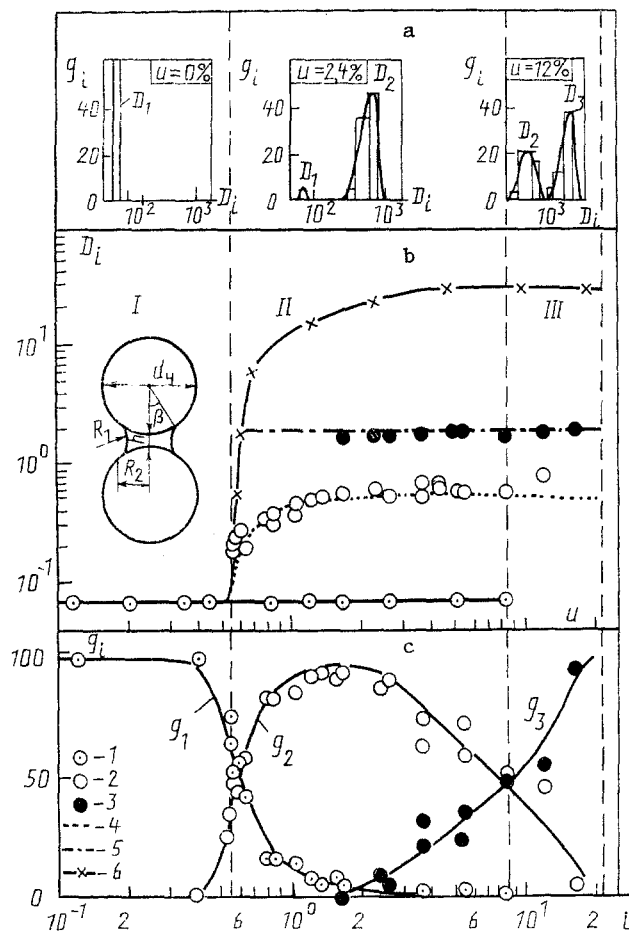 a
g_i
u = 0%
D_1
40
20
0
10^2
10^3
D_i
g_i
u = 2,4%
D_2
40
20
D_1
0
10^2
10^3
D_i
g_i
u = 12%
D_3
40
D_2
20
0
10^3
D_i
D_i
b
I
II
III
10^1
d_ч
β
R_1
h
R_2
10^0
10^-1
u
g_i
c
100
g_1
g_2
g_3
50
-1
-2
-3
-4
-5
-6
0
10^-1
2
6
10^0
2
4
6
10^1
2